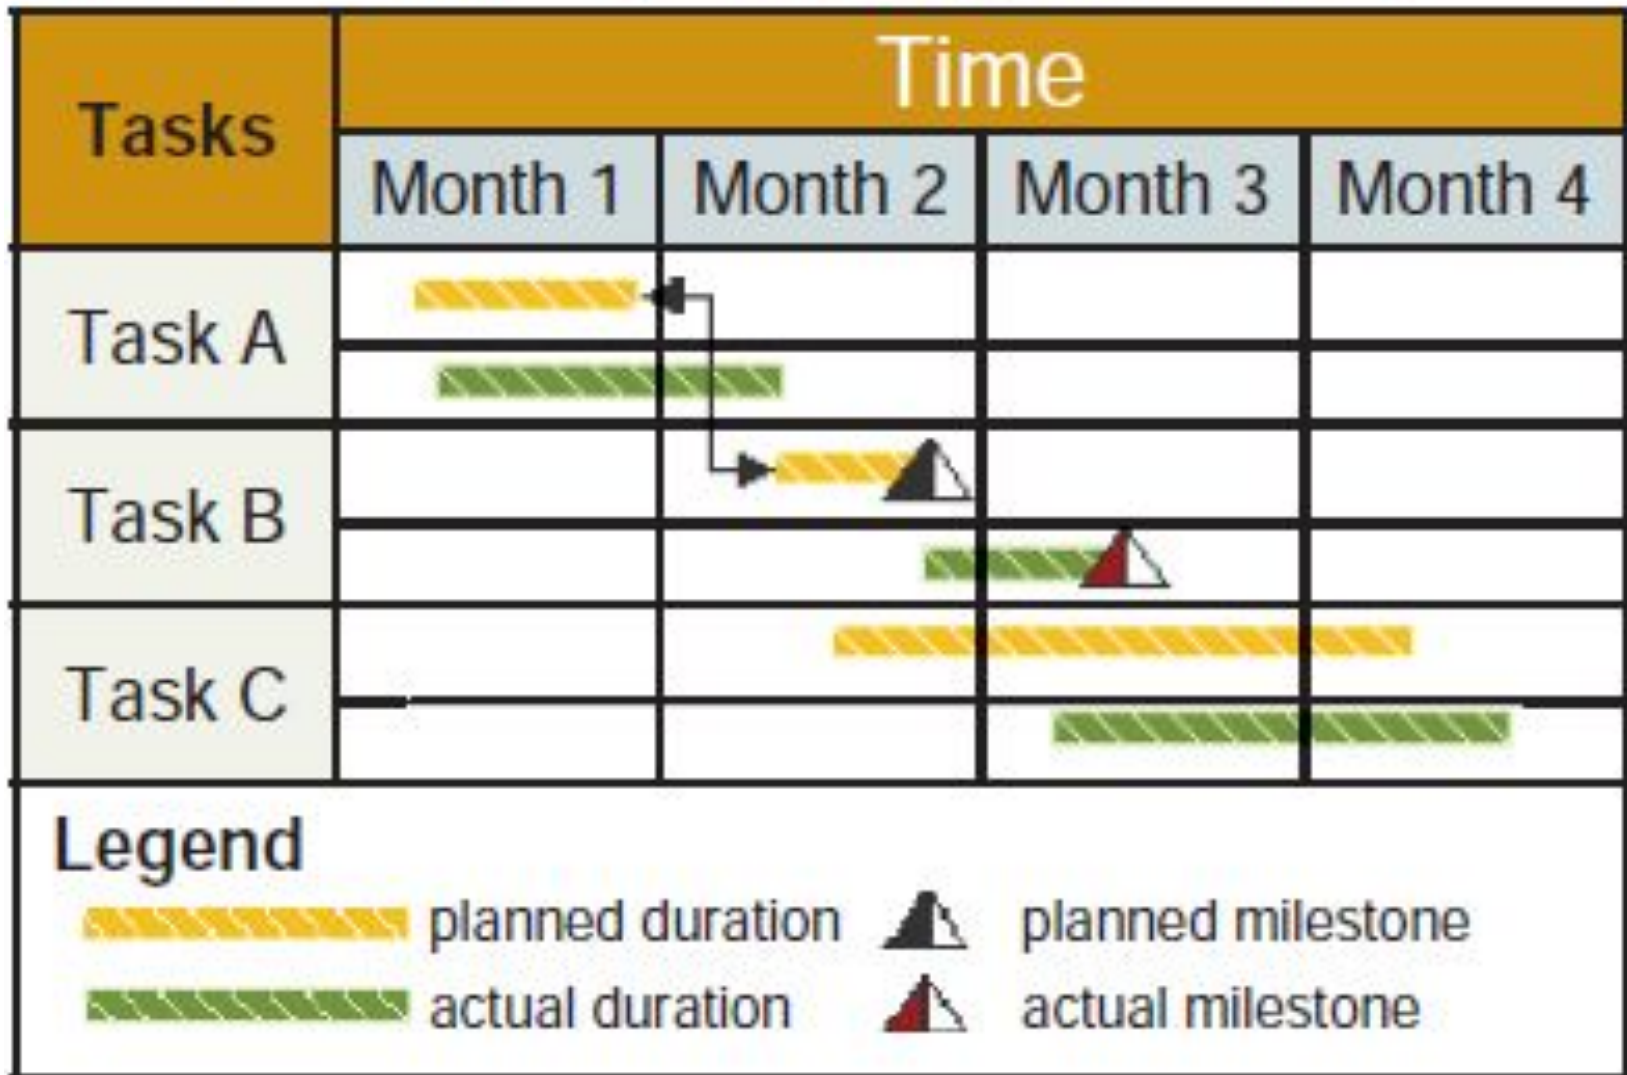 Tasks
Time
Month 1 Month 2 Month 3 Month 4
Task A
Task B
Task C
Legend
planned duration planned milestone
actual duration actual milestone